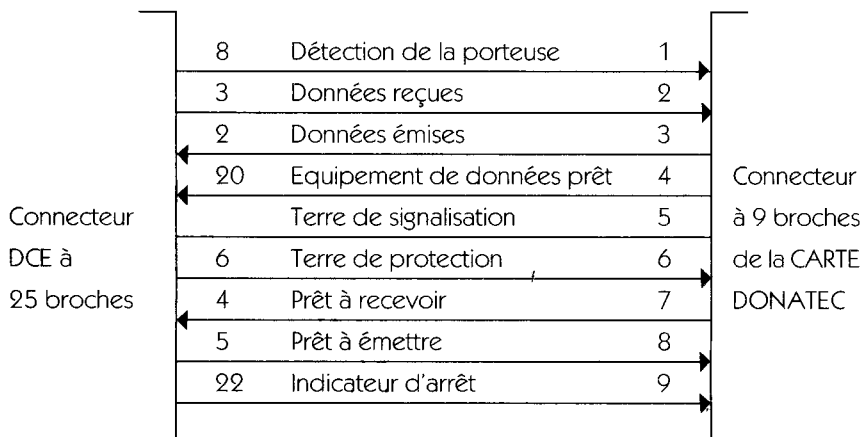 8 Détection de la porteuse 1
3 Données reçues 2
2 Données émises 3
20 Equipement de données prêt 4
Terre de signalisation 5
6 Terre de protection 6
4 Prêt à recevoir 7
5 Prêt à émettre 8
22 Indicateur d'arrêt 9
Connecteur
DCE à
25 broches
Connecteur
à 9 broches
de la CARTE
DONATEC